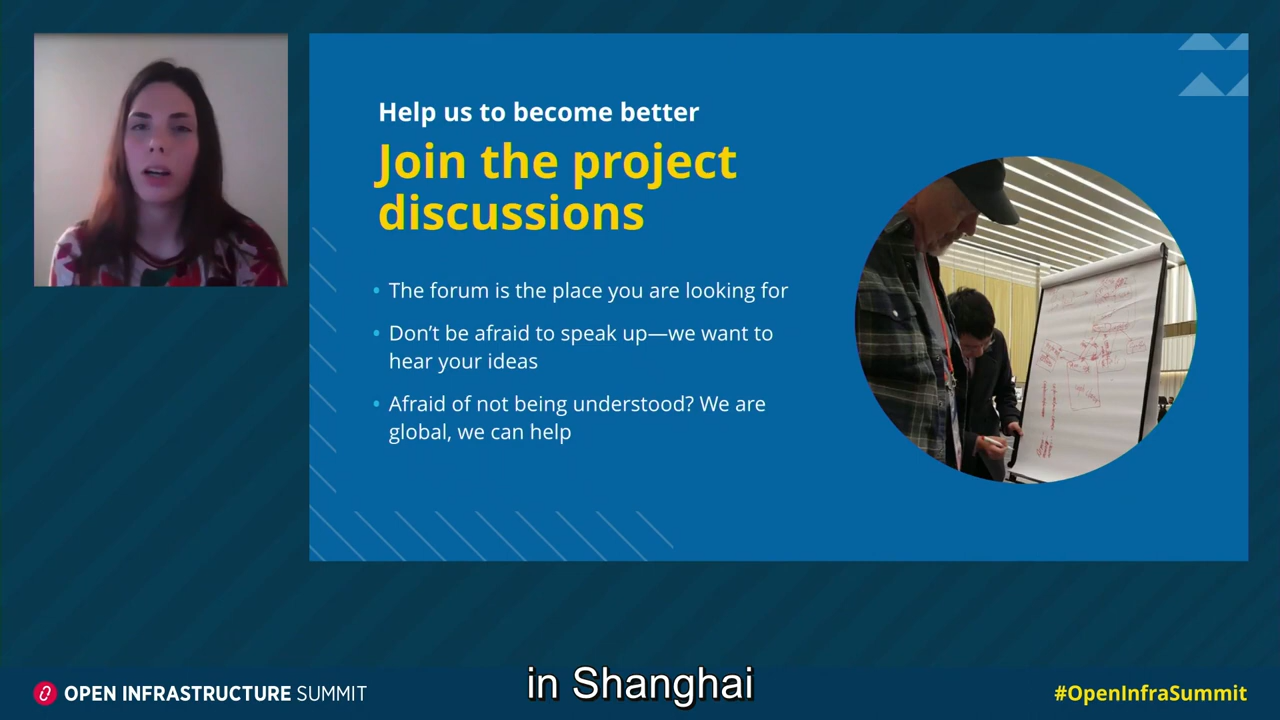 Help us to become better
Join the project
discussions
• The forum is the place you are looking for
• Don’t be afraid to speak up—we want to
hear your ideas
• Afraid of not being understood? We are
global, we can help
in Shanghai
OPEN INFRASTRUCTURE SUMMIT
#OpenInfraSummit